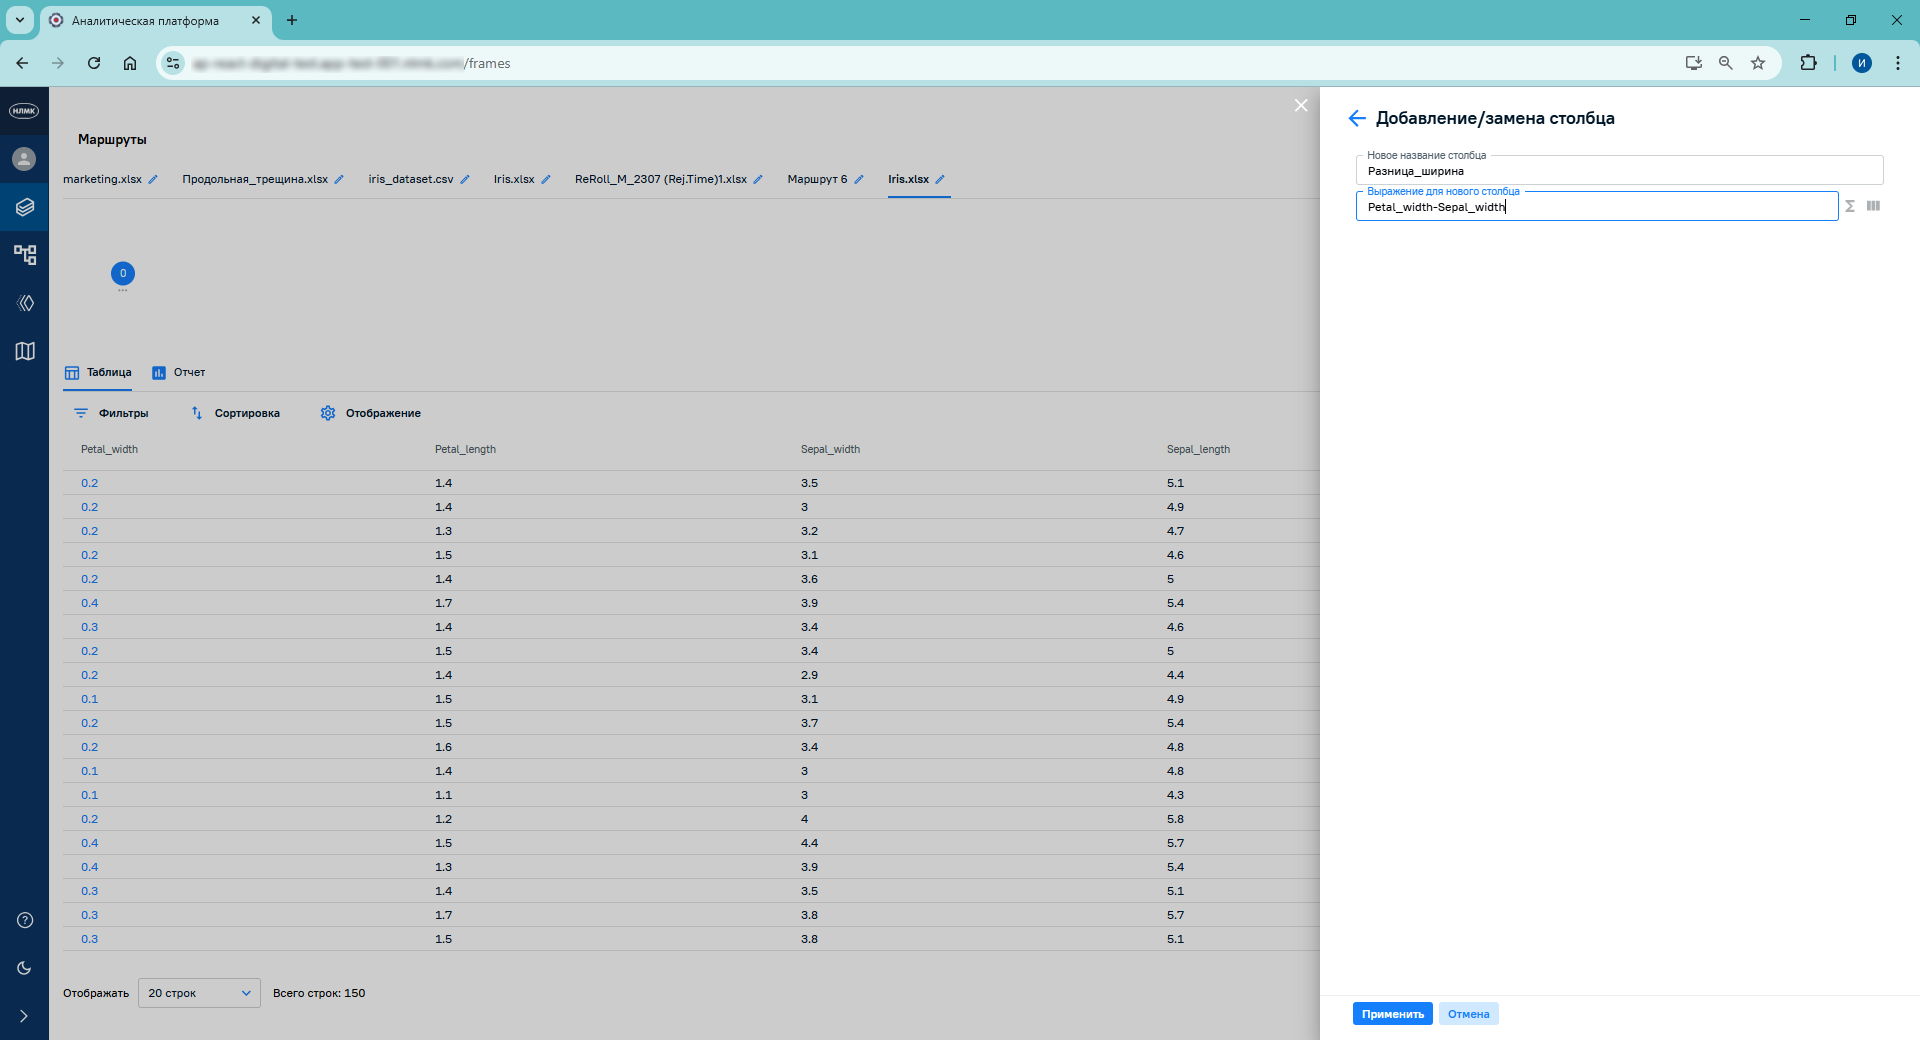 Аналитическая платформа
/frames
И
НЛМК
Маршруты
marketing.xlsx Продольная_трещина.xlsx iris_dataset.csv Iris.xlsx ReRoll_M_2307 (Rej.Time)1.xlsx Маршрут 6 Iris.xlsx
0
Таблица Отчет
Фильтры Сортировка Отображение
Petal_width Petal_length Sepal_width Sepal_length
0.2 1.4 3.5 5.1
0.2 1.4 3 4.9
0.2 1.3 3.2 4.7
0.2 1.5 3.1 4.6
0.2 1.4 3.6 5
0.4 1.7 3.9 5.4
0.3 1.4 3.4 4.6
0.2 1.5 3.4 5
0.2 1.4 2.9 4.4
0.1 1.5 3.1 4.9
0.2 1.5 3.7 5.4
0.2 1.6 3.4 4.8
0.1 1.4 3 4.8
0.1 1.1 3 4.3
0.2 1.2 4 5.8
0.4 1.5 4.4 5.7
0.4 1.3 3.9 5.4
0.3 1.4 3.5 5.1
0.3 1.7 3.8 5.7
0.3 1.5 3.8 5.1
Отображать 20 строк Всего строк: 150
Добавление/замена столбца
Новое название столбца
Разница_ширина
Выражение для нового столбца
Petal_width-Sepal_width
Применить Отмена